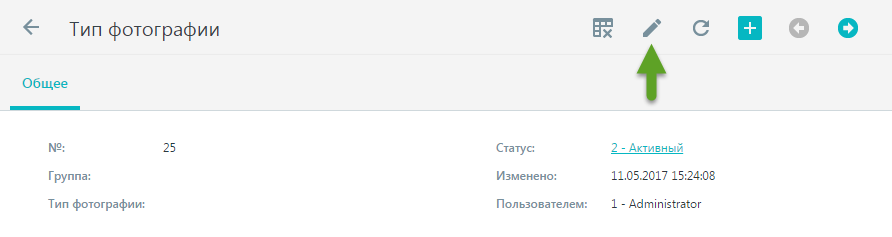 Тип фотографии
Общее
№: 25 Статус: 2 - Активный
Группа: Изменено: 11.05.2017 15:24:08
Тип фотографии: Пользователем: 1 - Administrator